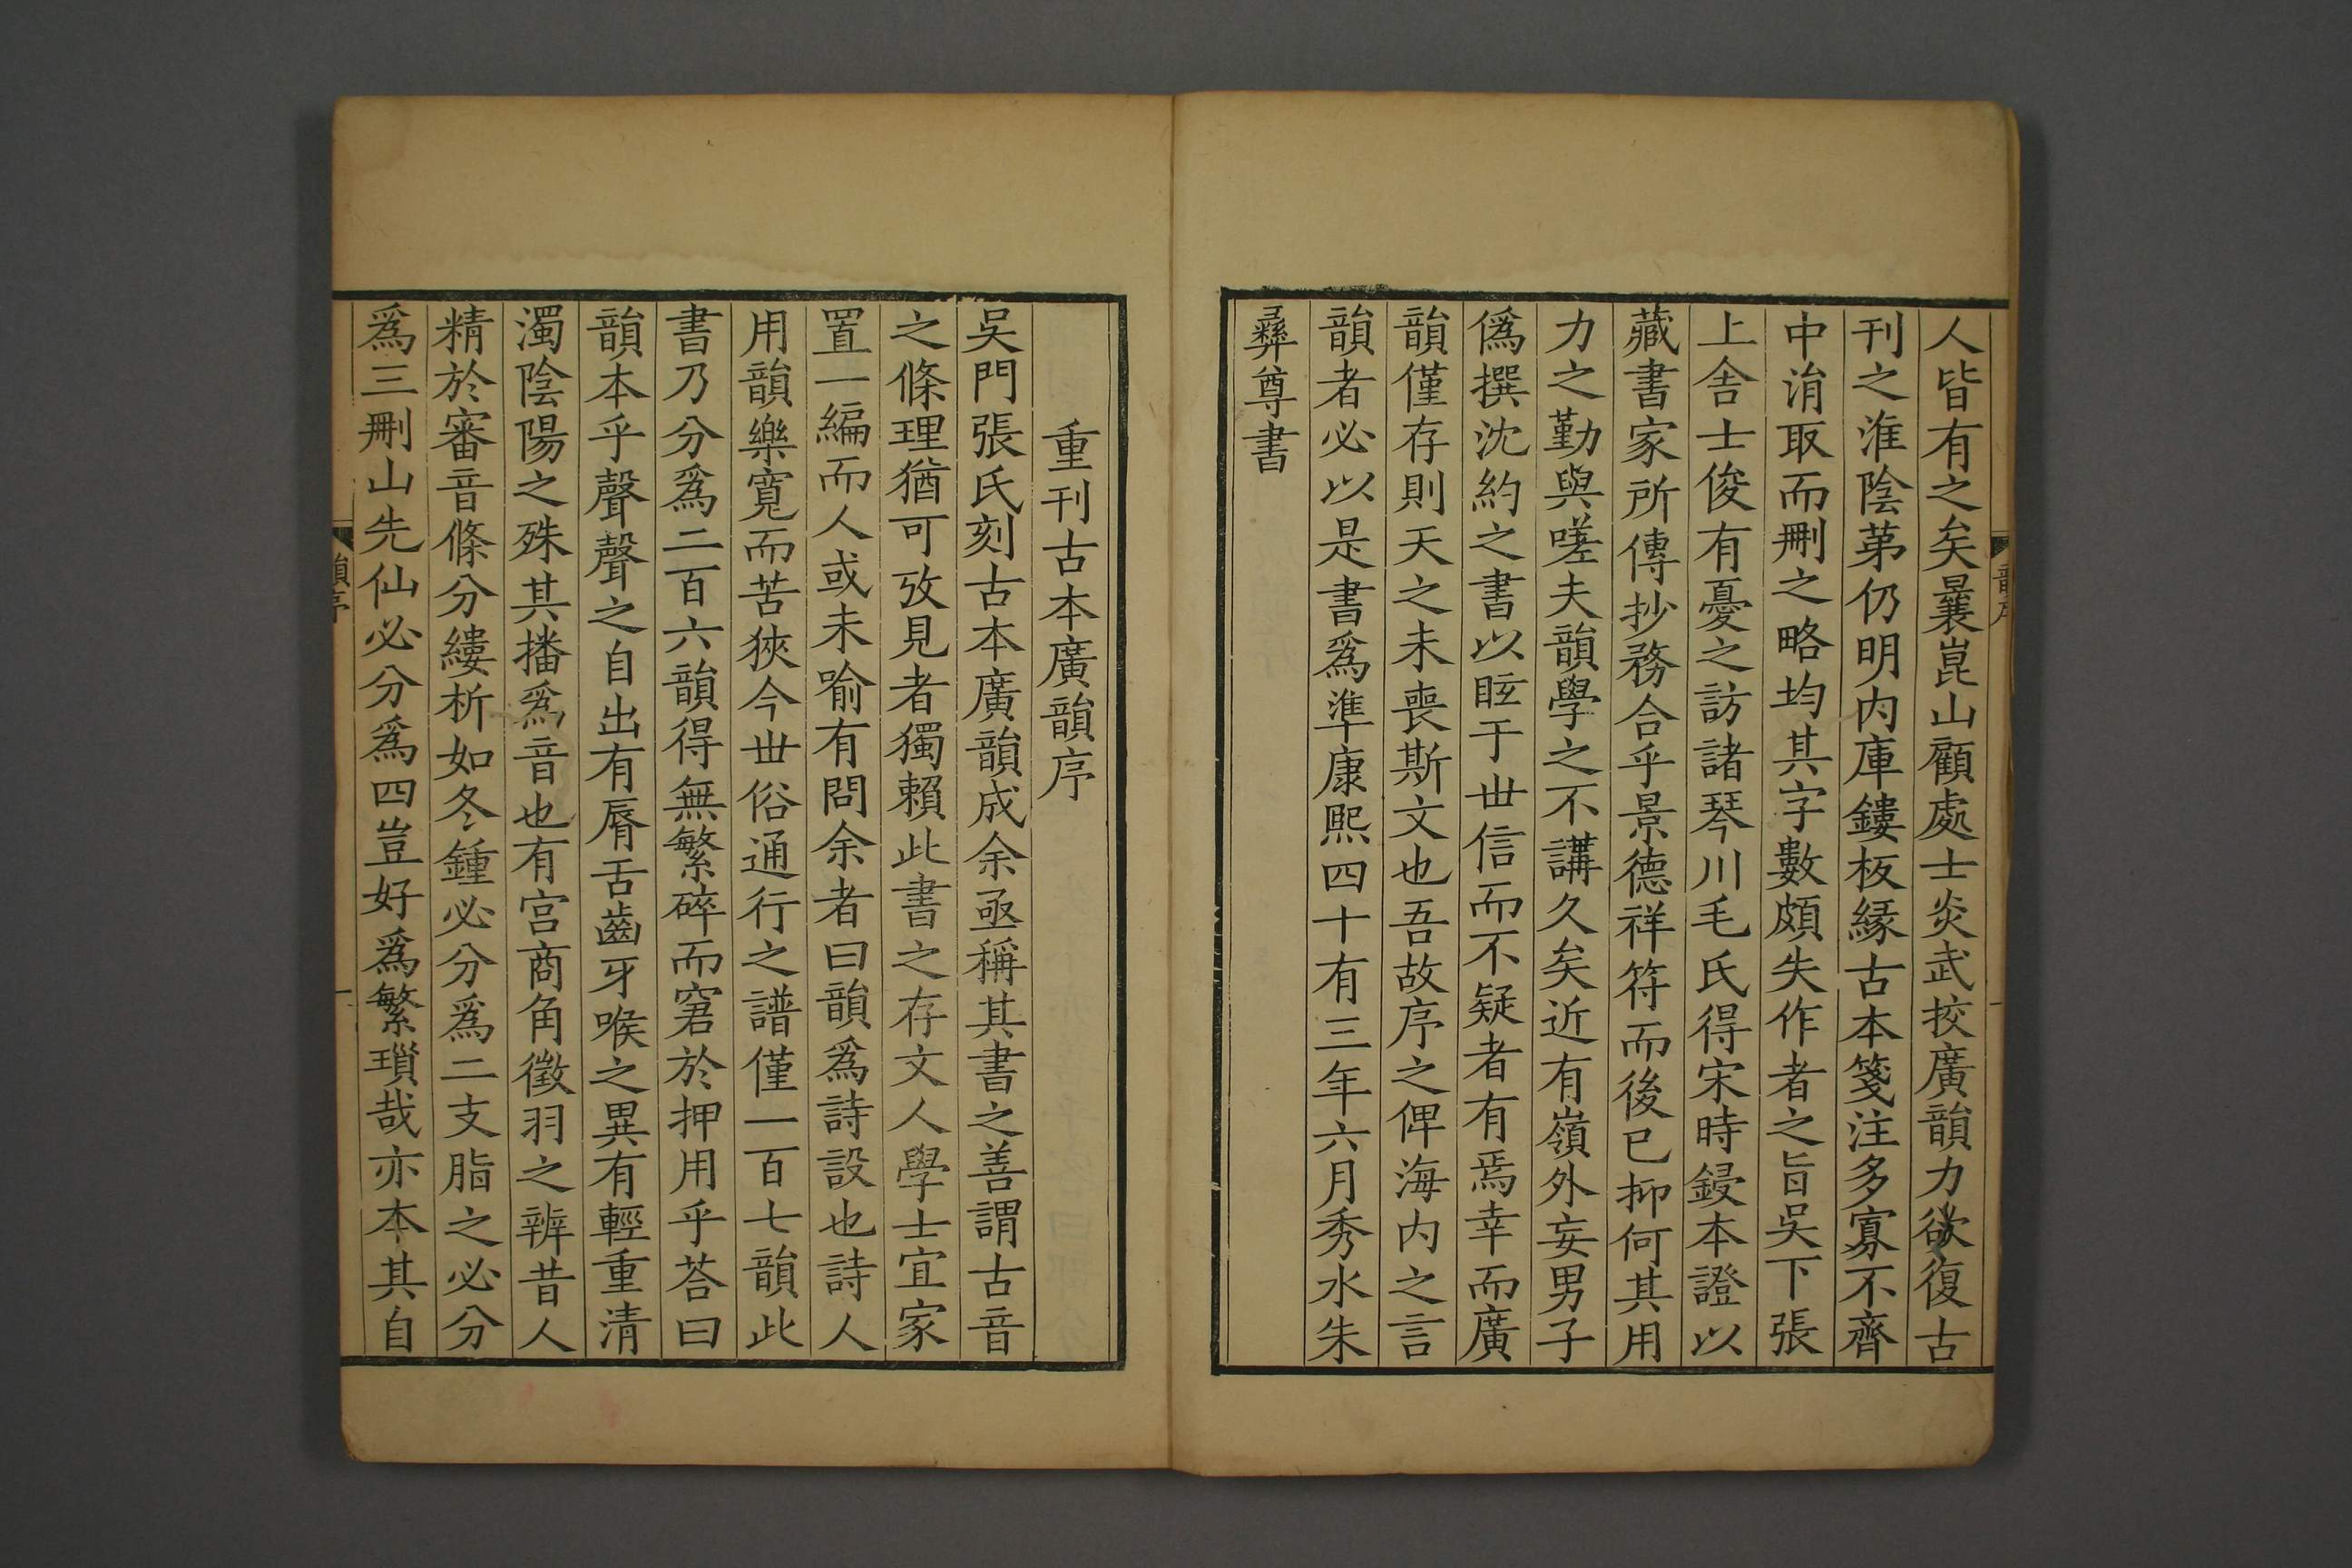 人皆有之矣曩崑山顧處士炎武挍廣韻力欲復古
刊之淮陰苐仍明内庫鏤板縁古本箋注多寡不齊
中涓取而刪之略均其字數頗失作者之旨吳下張
上舍士俊有憂之訪諸琴川毛氏得宋時鋟本證以
藏書家所傳抄務合乎景德祥符而後已抑何其用
力之勤與嗟夫韻學之不講久矣近有嶺外妄男子
僞撰沈約之書以眩于丗信而不疑者有焉幸而廣
韻僅存則天之未喪斯文也吾故序之俾海内之言
韻者必以是書爲準康熙四十有三年六月秀水朱
彝尊書
韻序
一
重刊古本廣韻序
吳門張氏刻古本廣韻成余亟稱其書之善謂古音
之條理猶可攷見者獨賴此書之存文人學士宜家
置一編而人或未喻有問余者曰韻爲詩設也詩人
用韻樂寬而苦狹今丗俗通行之譜僅一百七韻此
書乃分爲二百六韻得無繁碎而窘於押用乎荅曰
韻本乎聲聲之自出有脣舌齒牙喉之異有輕重清
濁陰陽之殊其播爲音也有宫商角徵羽之辨昔人
精於審音條分縷析如冬鍾必分爲二支脂之必分
爲三刪山先仙必分爲四豈好爲繁瑣哉亦本其自
韻序
一